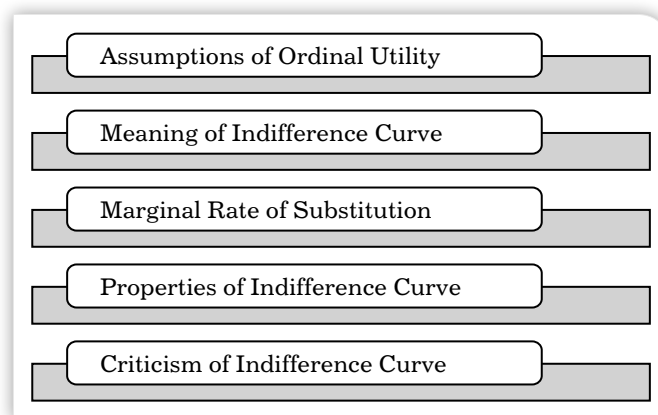 Assumptions of Ordinal Utility
Meaning of Indifference Curve
Marginal Rate of Substitution
Properties of Indifference Curve
Criticism of Indifference Curve